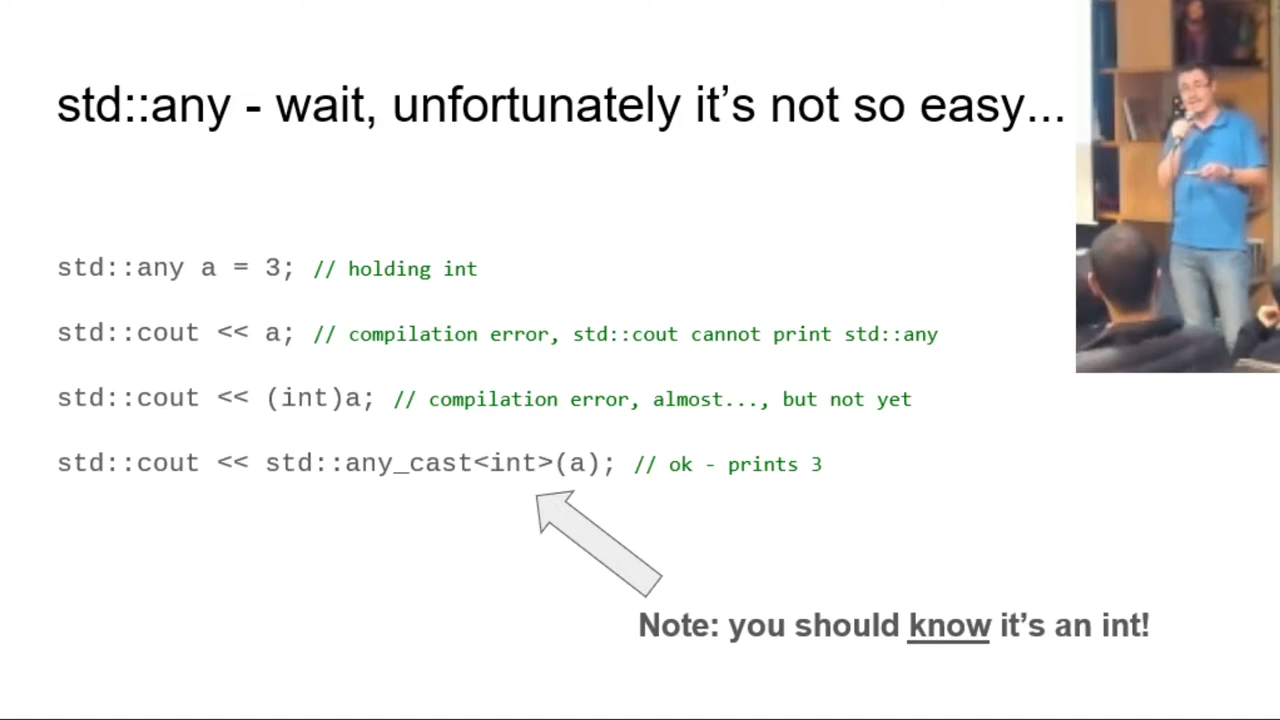 std::any - wait, unfortunately it’s not so easy...
std::any a = 3; // holding int
std::cout << a; // compilation error, std::cout cannot print std::any
std::cout << (int)a; // compilation error, almost..., but not yet
std::cout << std::any_cast<int>(a); // ok - prints 3
Note: you should know it’s an int!